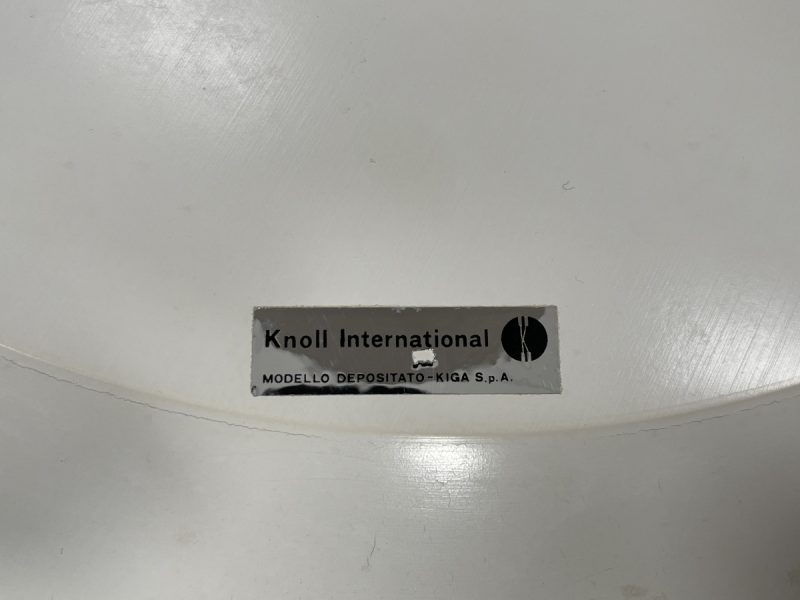 Knoll International
MODELLO DEPOSITATO-KIGA S.p.A.